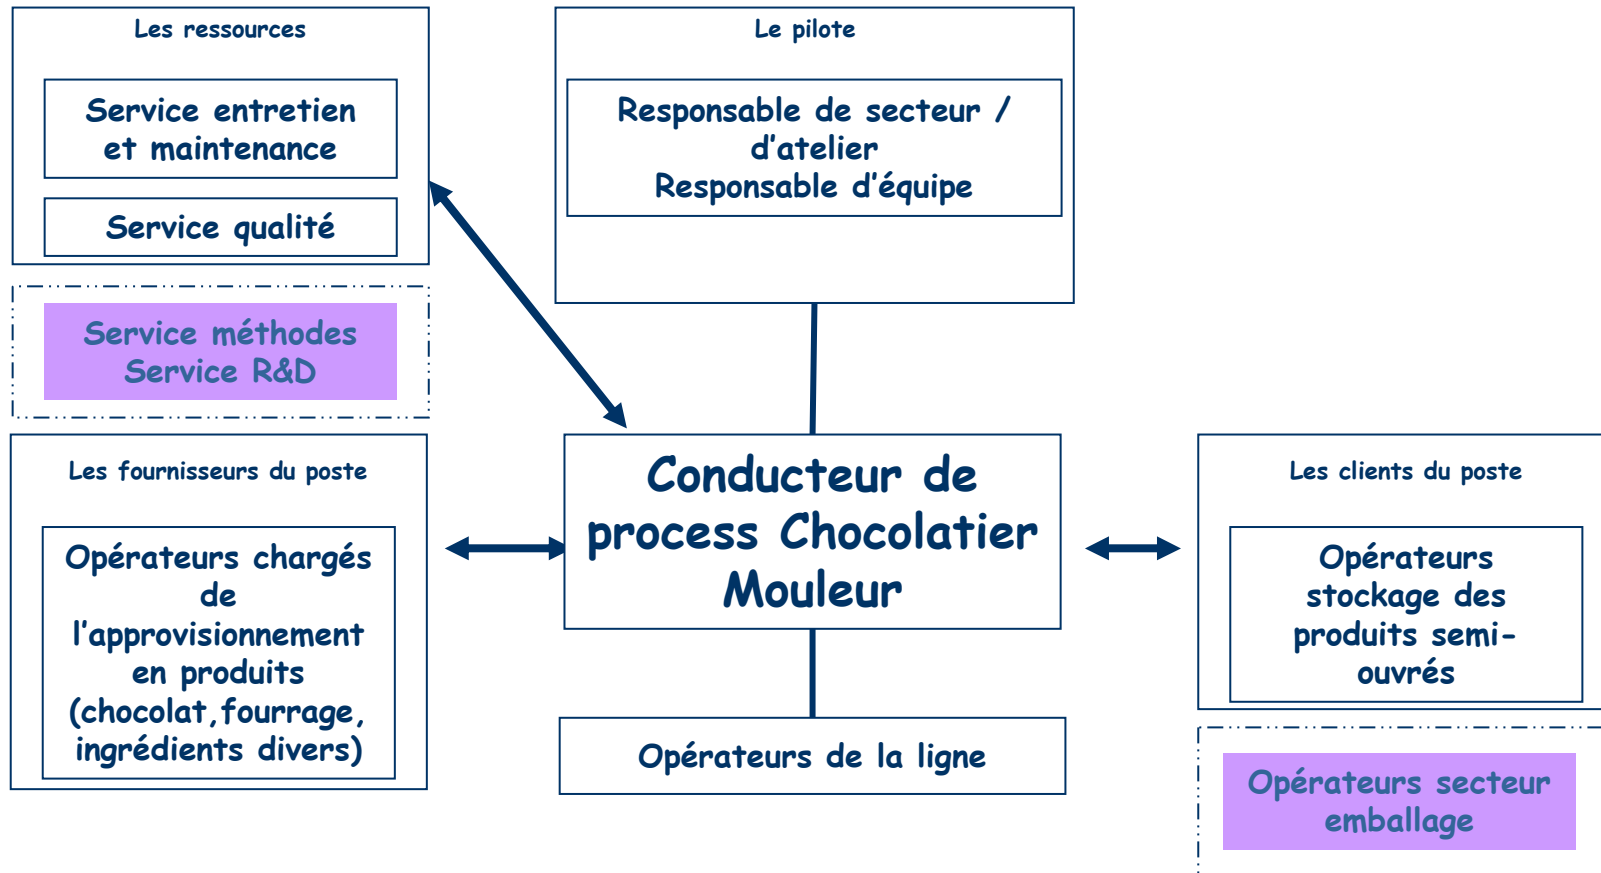 Les ressources
Service entretien
et maintenance
Service qualité
Service méthodes
Service R&D
Le pilote
Responsable de secteur /
d'atelier
Responsable d'équipe
Les fournisseurs du poste
Opérateurs chargés
de
l'approvisionnement
en produits
(chocolat,fourrage,
ingrédients divers)
Conducteur de
process Chocolatier
Mouleur
Opérateurs de la ligne
Les clients du poste
Opérateurs
stockage des
produits semi-
ouvrés
Opérateurs secteur
emballage